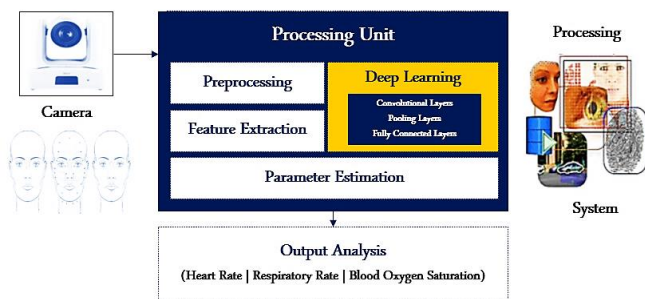 Camera
Processing Unit
Preprocessing
Feature Extraction
Deep Learning
Convolutional Layers
Pooling Layers
Fully Connected Layers
Parameter Estimation
Output Analysis
(Heart Rate | Respiratory Rate | Blood Oxygen Saturation)
Processing
System